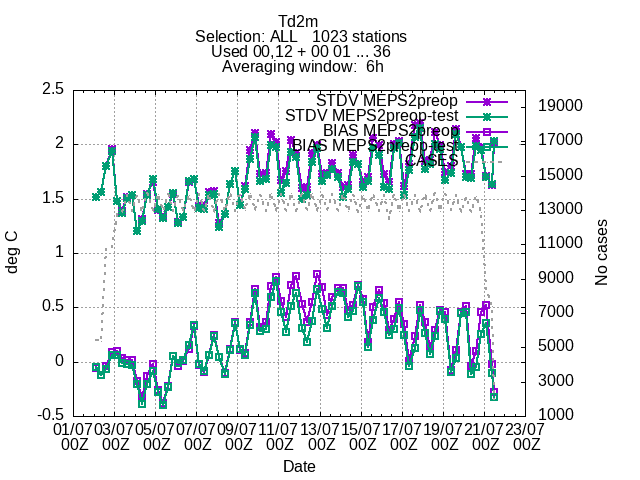 Td2m
Selection: ALL   1023 stations
Used 00,12 + 00 01 ... 36
Averaging window:  6h
STDV MEPS2preop
STDV MEPS2preop-test
BIAS MEPS2preop
BIAS MEPS2preop-test
CASES
2.5
2
1.5
1
0.5
0
-0.5
deg C
19000
17000
15000
13000
11000
9000
7000
5000
3000
1000
No cases
01/07 03/07 05/07 07/07 09/07 11/07 13/07 15/07 17/07 19/07 21/07 23/07
00Z 00Z 00Z 00Z 00Z 00Z 00Z 00Z 00Z 00Z 00Z 00Z
Date